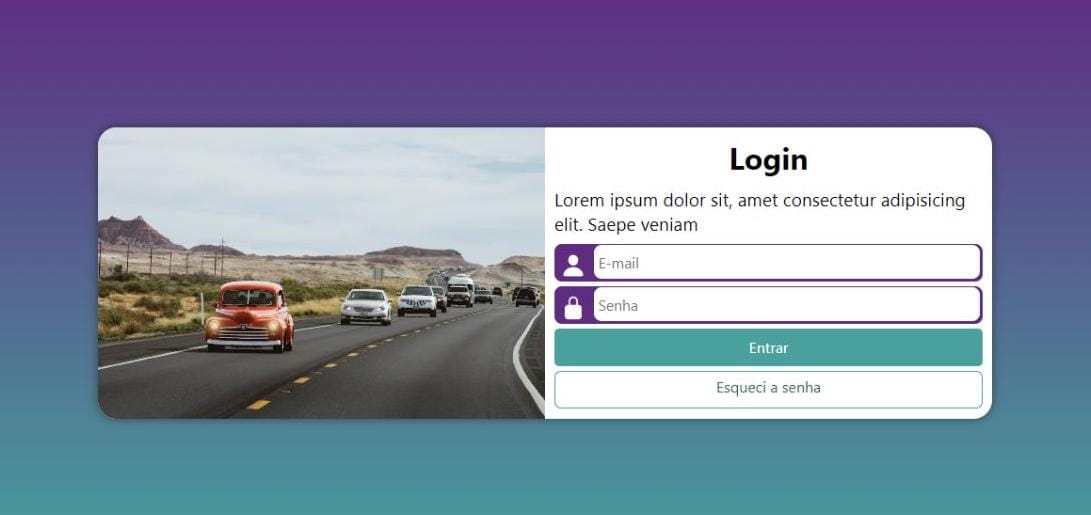 Login
Lorem ipsum dolor sit, amet consectetur adipisicing
elit. Saepe veniam
E-mail
Senha
Entrar
Esqueci a senha